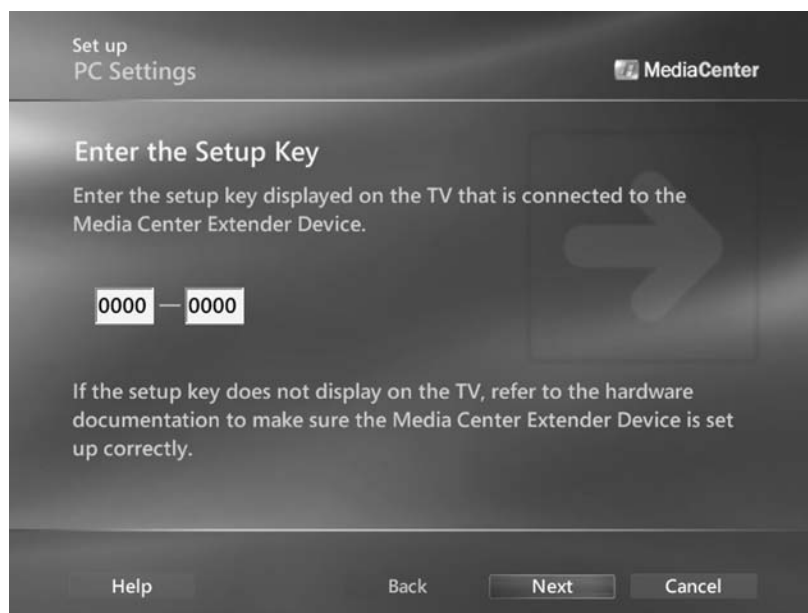 Set up
PC Settings
MediaCenter
Enter the Setup Key
Enter the setup key displayed on the TV that is connected to the
Media Center Extender Device.
0000 — 0000
If the setup key does not display on the TV, refer to the hardware
documentation to make sure the Media Center Extender Device is set
up correctly.
Help Back Next Cancel